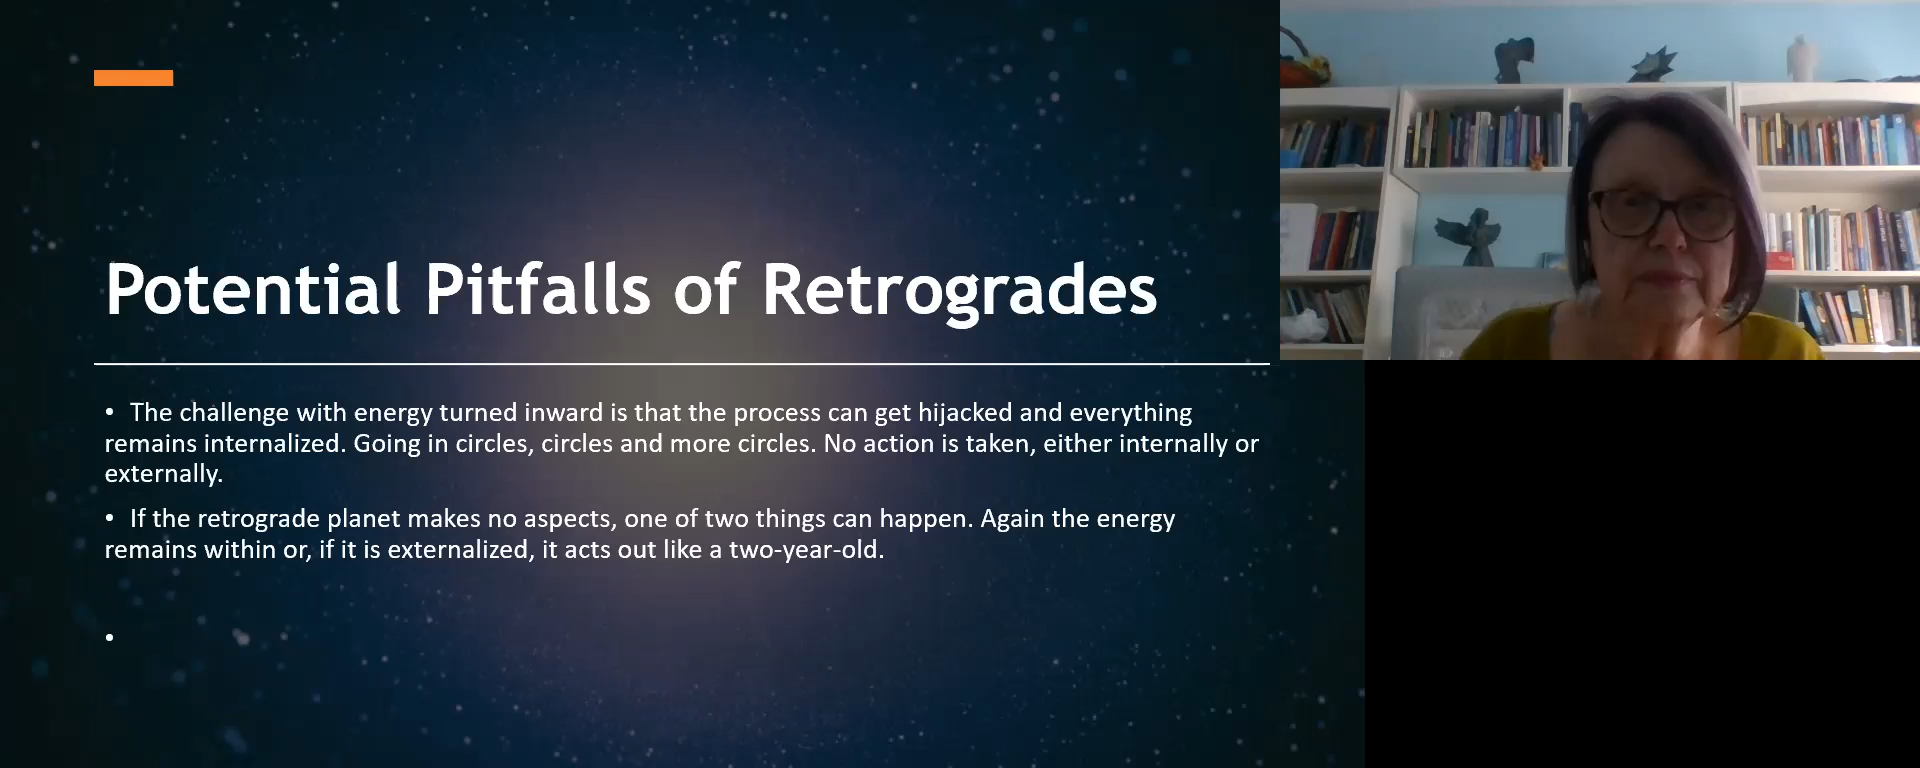 Potential Pitfalls of Retrogrades
• The challenge with energy turned inward is that the process can get hijacked and everything
remains internalized. Going in circles, circles and more circles. No action is taken, either internally or
externally.
• If the retrograde planet makes no aspects, one of two things can happen. Again the energy
remains within or, if it is externalized, it acts out like a two-year-old.
•